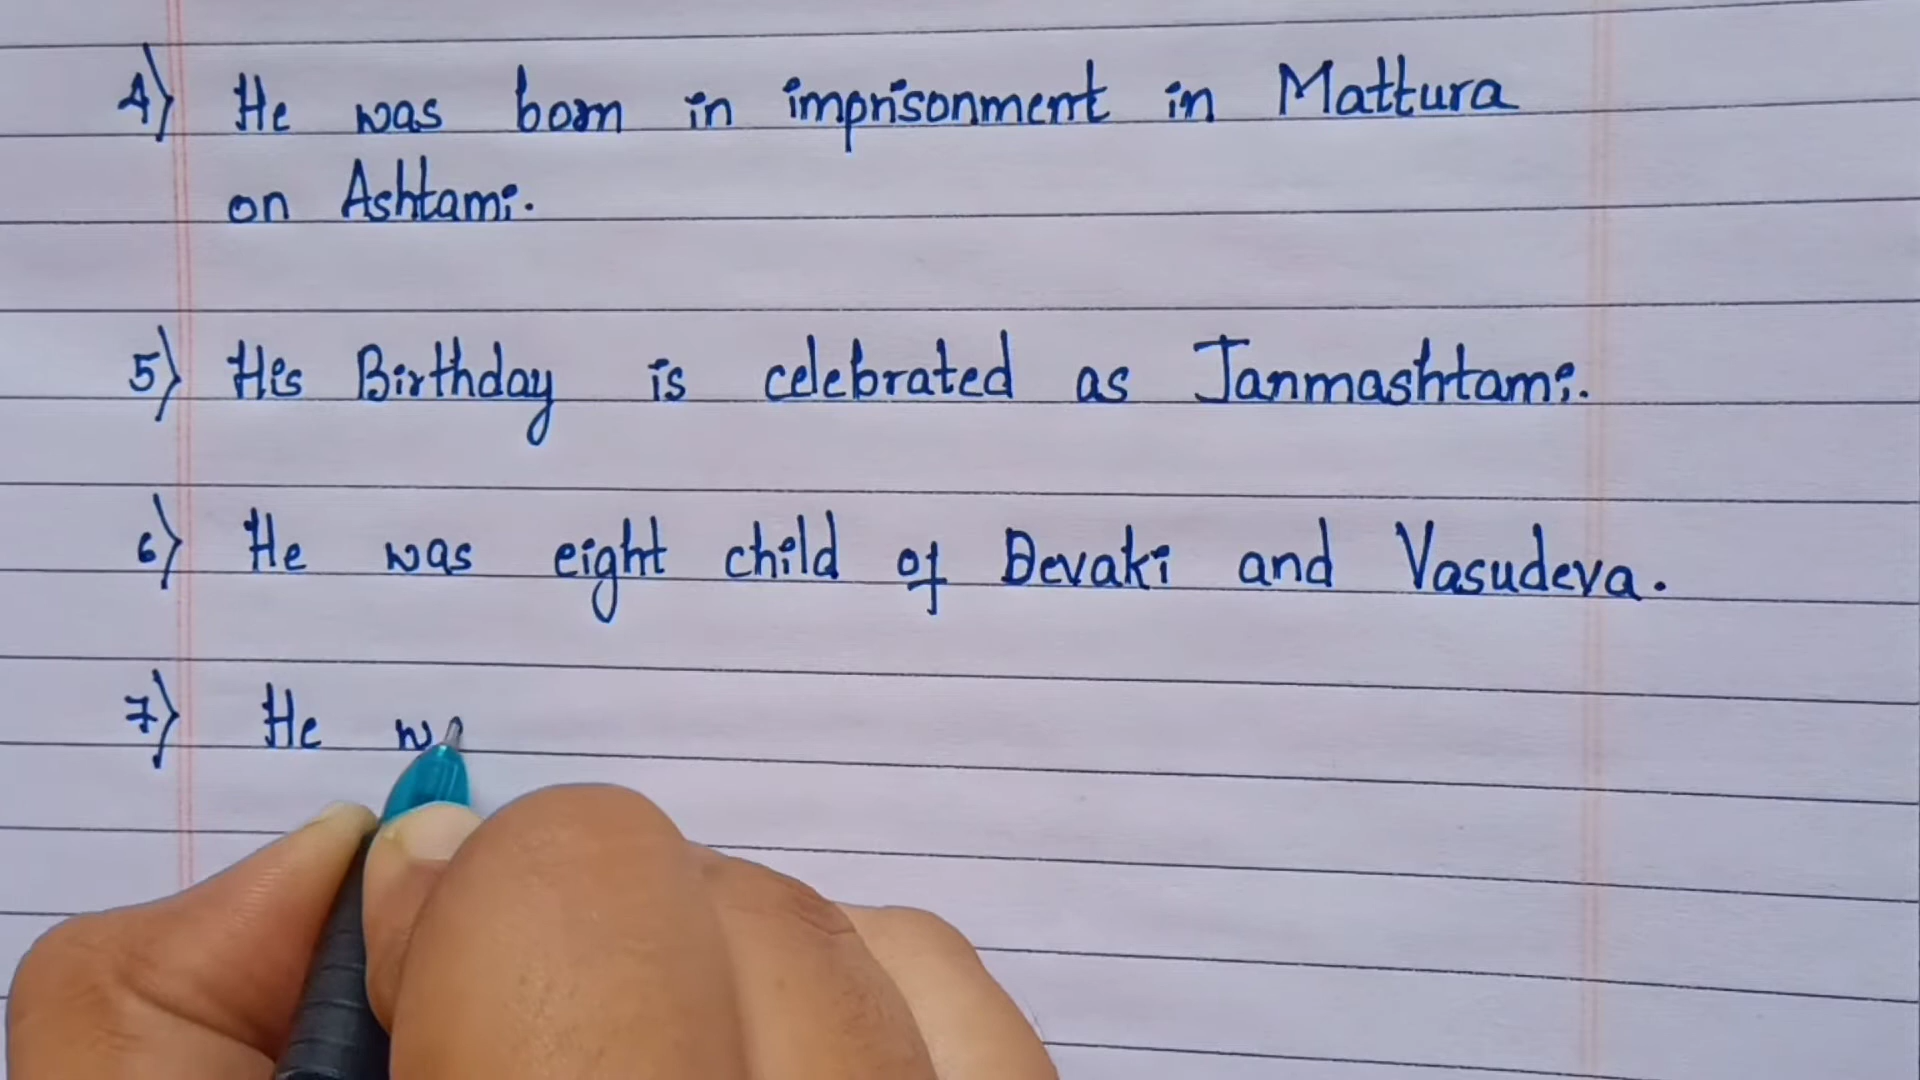 4) He was born in imprisonment in Mattura
on Ashtami.
5) His Birthday is celebrated as Janmashtami.
6) He was eight child of Devaki and Vasudeva.
7) He